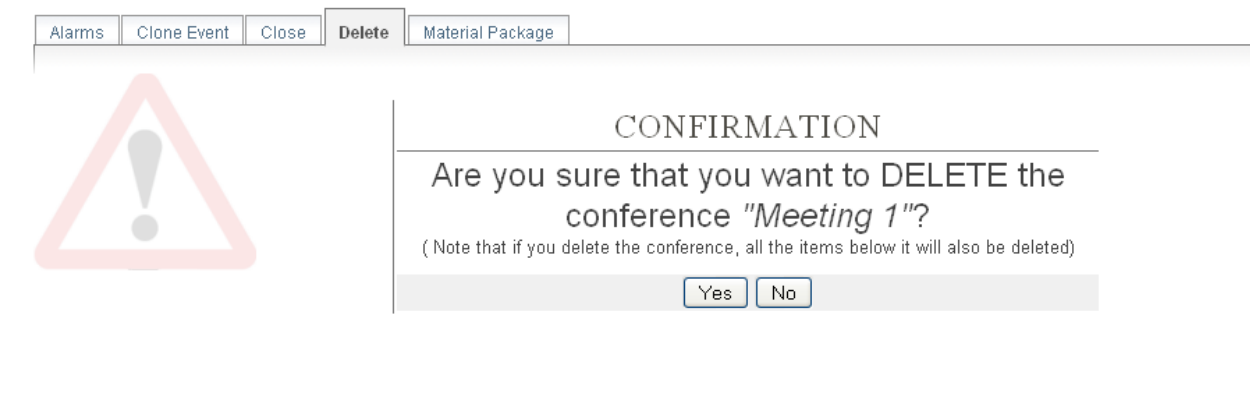 Alarms Clone Event Close Delete Material Package
CONFIRMATION
Are you sure that you want to DELETE the
conference "Meeting 1"?
( Note that if you delete the conference, all the items below it will also be deleted)
Yes No